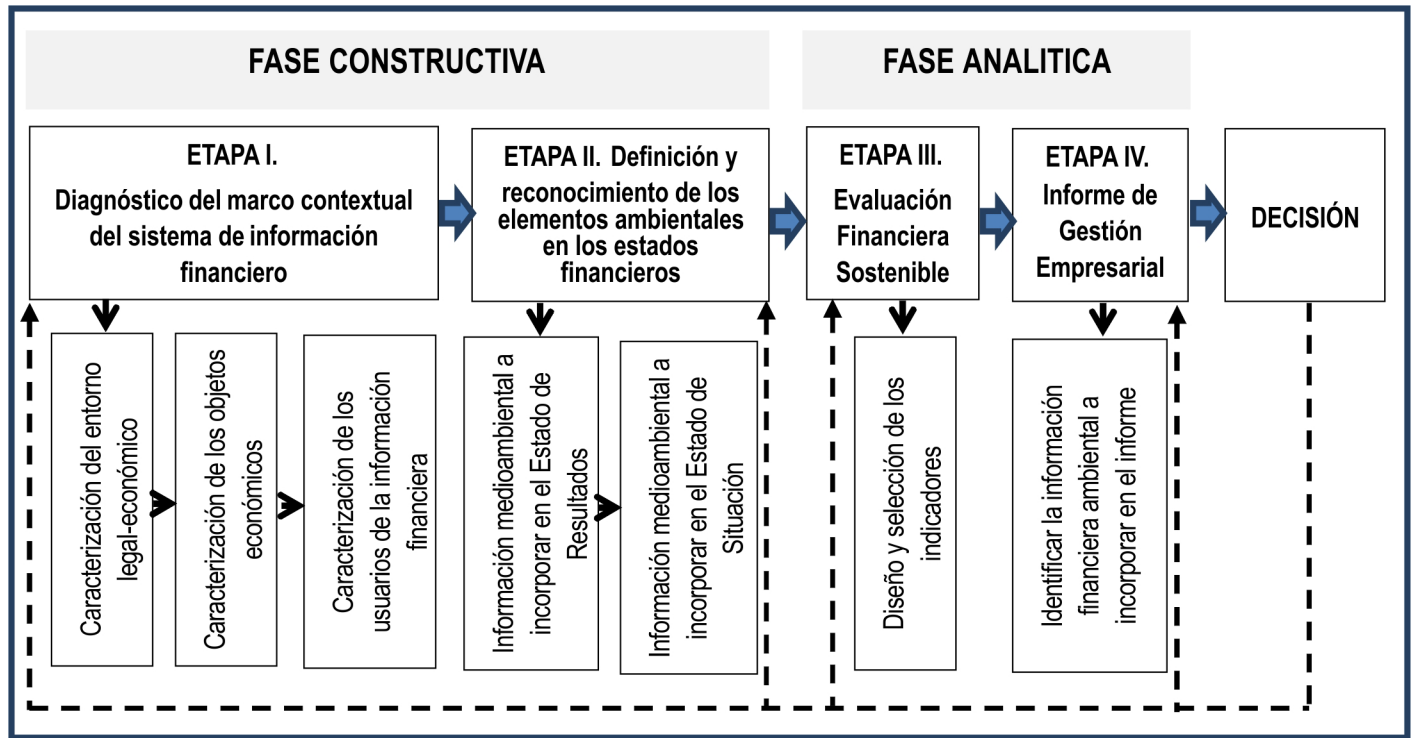 FASE CONSTRUCTIVA
FASE ANALITICA
ETAPA I.
Diagnóstico del marco contextual
del sistema de información
financiero
ETAPA II. Definición y
reconocimiento de los
elementos ambientales
en los estados
financieros
ETAPA III.
Evaluación
Financiera
Sostenible
ETAPA IV.
Informe de
Gestión
Empresarial
DECISIÓN
Caracterización del entorno
legal-económico
Caracterización de los objetos
económicos
Caracterización de los
usuarios de la información
financiera
Información medioambiental a
incorporar en el Estado de
Resultados
Información medioambiental a
incorporar en el Estado de
Situación
Diseño y selección de los
indicadores
Identificar la información
financiera ambiental a
incorporar en el informe